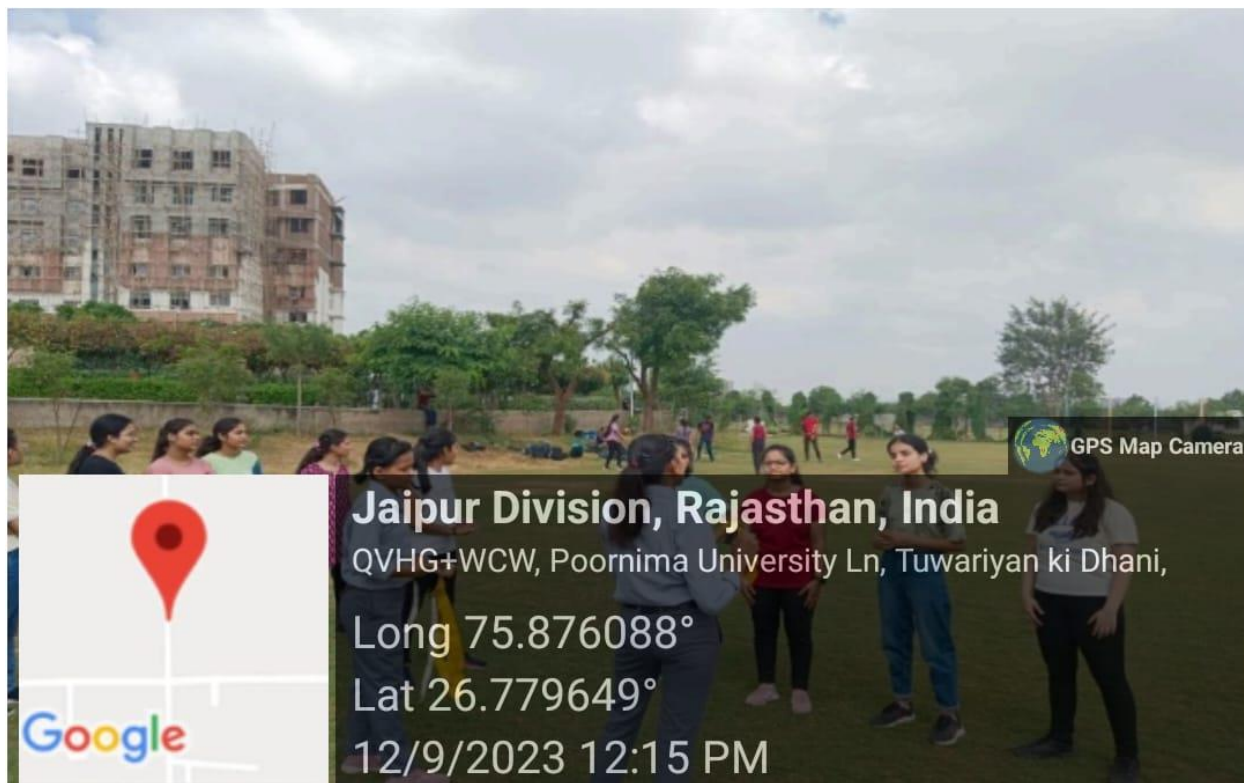 GPS Map Camera
Jaipur Division, Rajasthan, India
QVHG+WCW, Poornima University Ln, Tuwariyan ki Dhani,
Long 75.876088°
Lat 26.779649°
12/9/2023 12:15 PM
Google